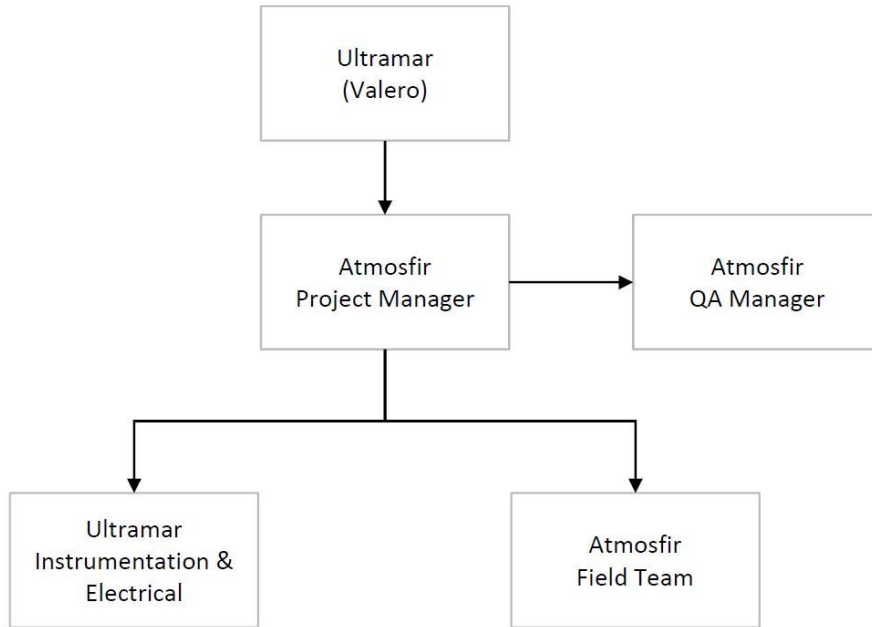 Ultramar
(Valero)
Atmosfir
Project Manager
Atmosfir
QA Manager
Ultramar
Instrumentation &
Electrical
Atmosfir
Field Team